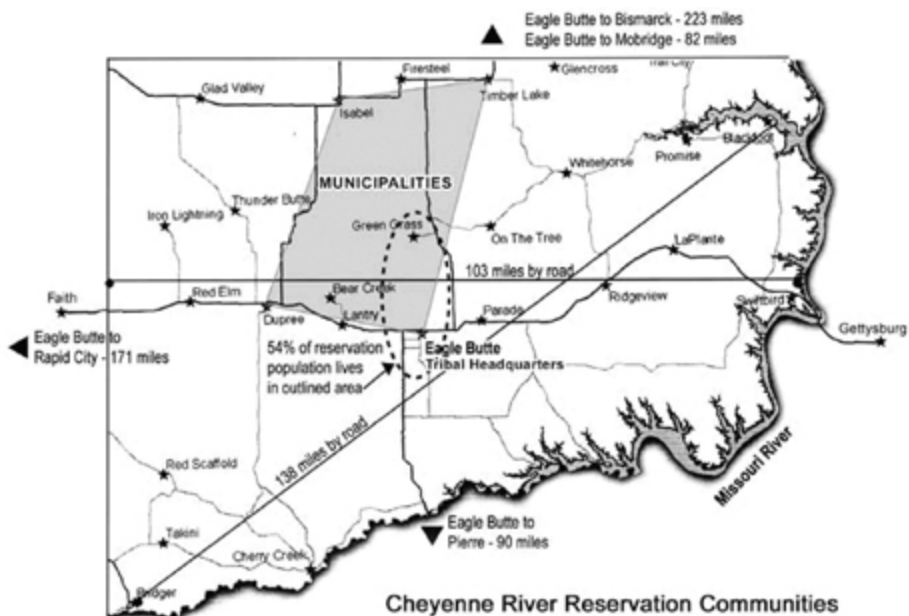 Eagle Butte to Bismarck - 223 miles
Eagle Butte to Mobridge - 82 miles
Firesteel
Glencross
Trail City
Glad Valley
Isabel
Timber Lake
Blackfoot
Promise
Whitehorse
MUNICIPALITIES
Thunder Butte
Iron Lightning
Green Grass
On The Tree
LaPlante
103 miles by road
Bear Creek
Ridgeview
Swiftbird
Faith
Red Elm
Dupree
Lantry
Parade
Gettysburg
Eagle Butte to
Rapid City - 171 miles
54% of reservation
population lives
in outlined area
Eagle Butte
Tribal Headquarters
138 miles by road
Missouri River
Red Scaffold
Takini
Cherry Creek
Eagle Butte to
Pierre - 90 miles
Bridger
Cheyenne River Reservation Communities